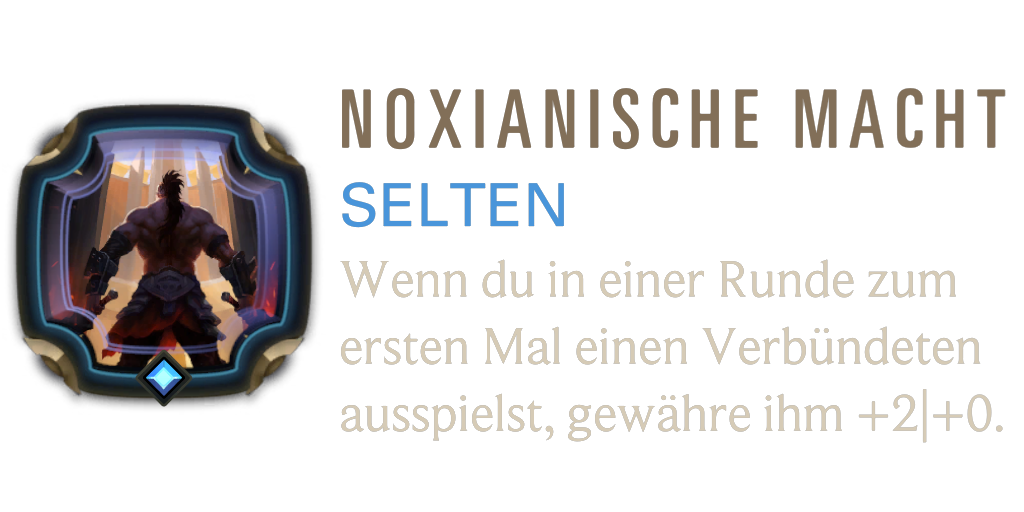 NOXIANISCHE MACHT
SELTEN
Wenn du in einer Runde zum
ersten Mal einen Verbündeten
ausspielst, gewähre ihm +2|+0.